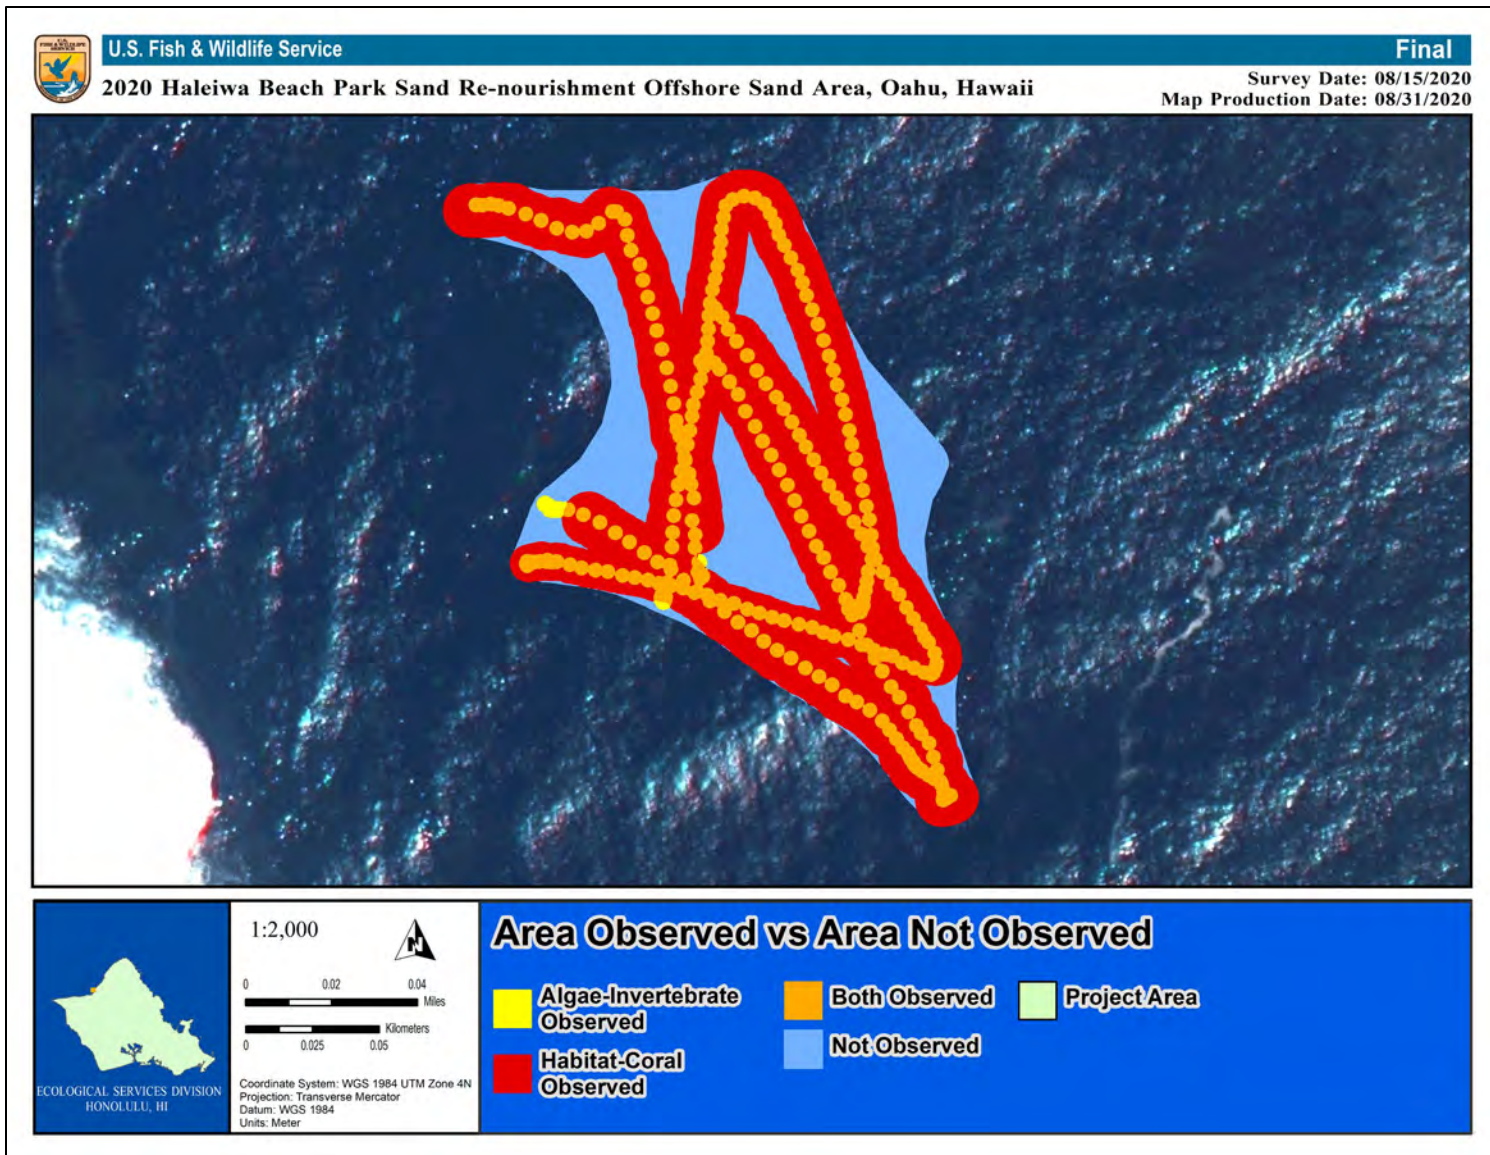 U.S.
FISH & WILDLIFE
SERVICE
U.S. Fish & Wildlife Service
Final
2020 Haleiwa Beach Park Sand Re-nourishment Offshore Sand Area, Oahu, Hawaii
Survey Date: 08/15/2020
Map Production Date: 08/31/2020
ECOLOGICAL SERVICES DIVISION
HONOLULU, HI
1:2,000
N
0 0.02 0.04
Miles
Kilometers
0 0.025 0.05
Coordinate System: WGS 1984 UTM Zone 4N
Projection: Transverse Mercator
Datum: WGS 1984
Units: Meter
Area Observed vs Area Not Observed
Algae-Invertebrate
Observed
Habitat-Coral
Observed
Both Observed
Not Observed
Project Area